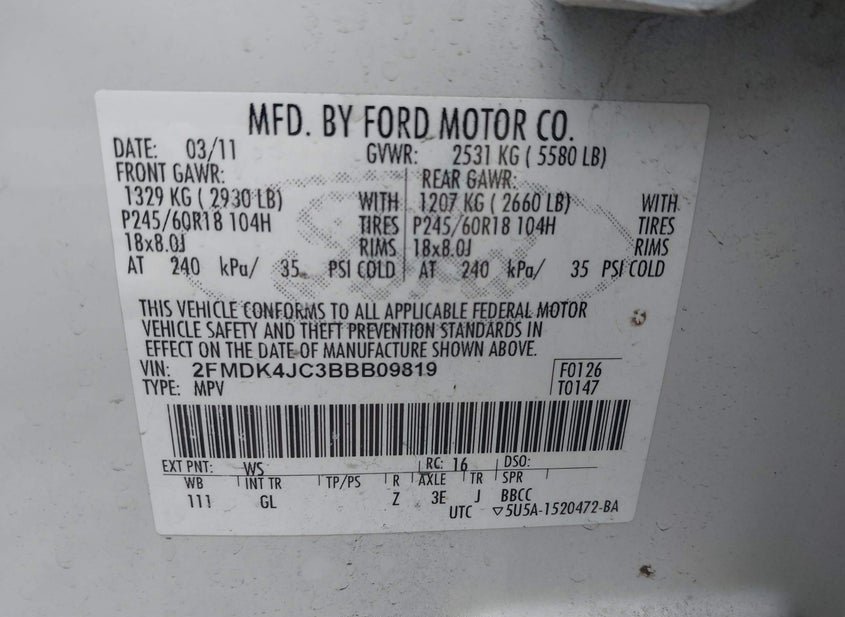 MFD. BY FORD MOTOR CO.
DATE: 03/11 GVWR: 2531 KG ( 5580 LB)
FRONT GAWR: REAR GAWR:
1329 KG ( 2930 LB) WITH 1207 KG ( 2660 LB) WITH
P245/60R18 104H TIRES P245/60R18 104H TIRES
18x8.0J RIMS 18x8.0J RIMS
AT 240 kPa/ 35 PSI COLD AT 240 kPa/ 35 PSI COLD
THIS VEHICLE CONFORMS TO ALL APPLICABLE FEDERAL MOTOR
VEHICLE SAFETY AND THEFT PREVENTION STANDARDS IN
EFFECT ON THE DATE OF MANUFACTURE SHOWN ABOVE.
VIN: 2FMDK4JC3BBB09819 F0126
TYPE: MPV T0147
EXT PNT: WS RC: 16 DSO:
WB INT TR TP/PS R AXLE TR SPR
111 GL Z 3E J BBCC
UTC ▽5U5A-1520472-BA